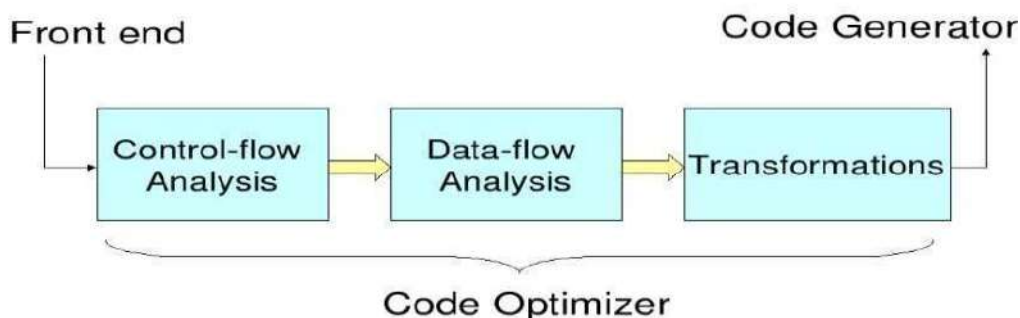 Front end
Code Generator
Control-flow
Analysis
Data-flow
Analysis
Transformations
Code Optimizer